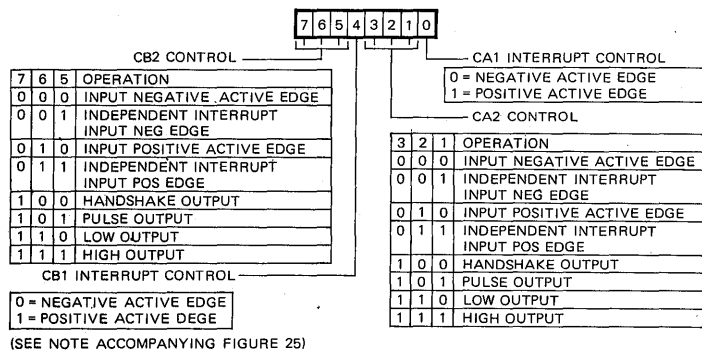 7 6 5 4 3 2 1 0
CB2 CONTROL
7 6 5 OPERATION
0 0 0 INPUT NEGATIVE ACTIVE EDGE
0 0 1 INDEPENDENT INTERRUPT
INPUT NEG EDGE
0 1 0 INPUT POSITIVE ACTIVE EDGE
0 1 1 INDEPENDENT INTERRUPT
INPUT POS EDGE
1 0 0 HANDSHAKE OUTPUT
1 0 1 PULSE OUTPUT
1 1 0 LOW OUTPUT
1 1 1 HIGH OUTPUT
CB1 INTERRUPT CONTROL
0 = NEGATIVE ACTIVE EDGE
1 = POSITIVE ACTIVE DEGE
(SEE NOTE ACCOMPANYING FIGURE 25)
CA1 INTERRUPT CONTROL
0 = NEGATIVE ACTIVE EDGE
1 = POSITIVE ACTIVE EDGE
CA2 CONTROL
3 2 1 OPERATION
0 0 0 INPUT NEGATIVE ACTIVE EDGE
0 0 1 INDEPENDENT INTERRUPT
INPUT NEG EDGE
0 1 0 INPUT POSITIVE ACTIVE EDGE
0 1 1 INDEPENDENT INTERRUPT
INPUT POS EDGE
1 0 0 HANDSHAKE OUTPUT
1 0 1 PULSE OUTPUT
1 1 0 LOW OUTPUT
1 1 1 HIGH OUTPUT